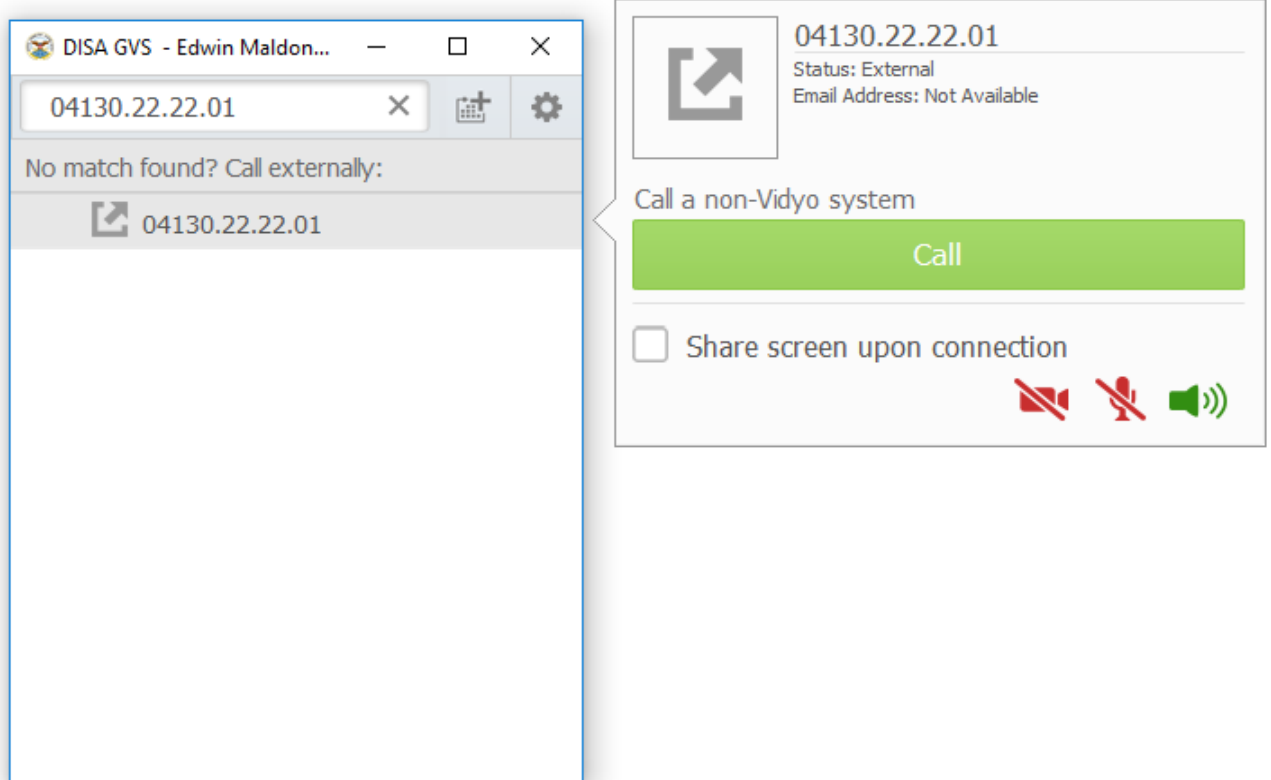 DISA GVS - Edwin Maldon...
04130.22.22.01
No match found? Call externally:
04130.22.22.01
04130.22.22.01
Status: External
Email Address: Not Available
Call a non-Vidyo system
Call
Share screen upon connection